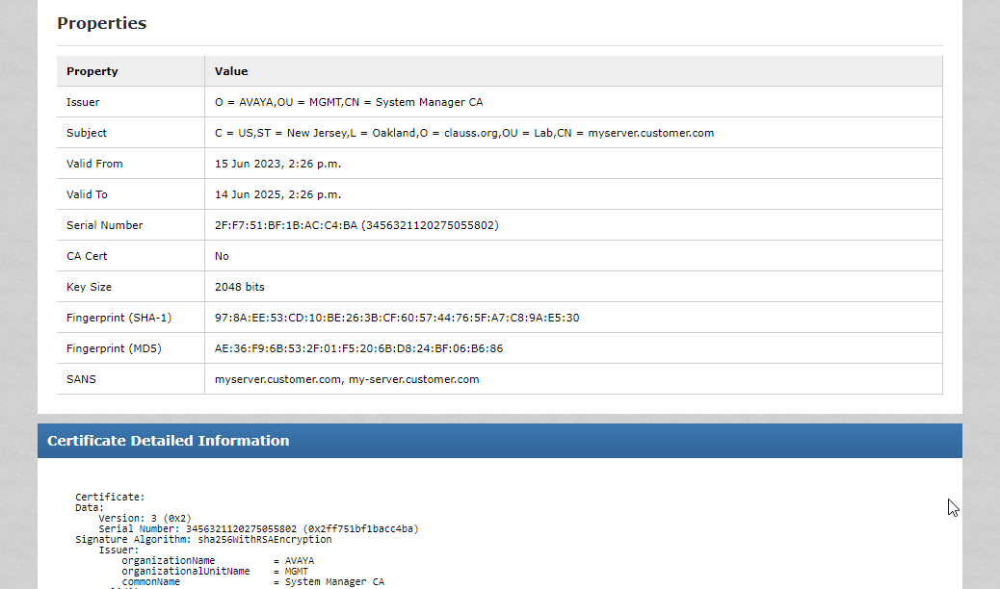 Properties
Property Value
Issuer O = AVAYA,OU = MGMT,CN = System Manager CA
Subject C = US,ST = New Jersey,L = Oakland,O = clauss.org,OU = Lab,CN = myserver.customer.com
Valid From 15 Jun 2023, 2:26 p.m.
Valid To 14 Jun 2025, 2:26 p.m.
Serial Number 2F:F7:51:BF:1B:AC:C4:BA (3456321120275055802)
CA Cert No
Key Size 2048 bits
Fingerprint (SHA-1) 97:8A:EE:53:CD:10:BE:26:3B:CF:60:57:44:76:5F:A7:C8:9A:E5:30
Fingerprint (MD5) AE:36:F9:6B:53:2F:01:F5:20:6B:D8:24:BF:06:B6:86
SANS myserver.customer.com, my-server.customer.com
Certificate Detailed Information
Certificate:
Data:
Version: 3 (0x2)
Serial Number: 3456321120275055802 (0x2ff751bf1bacc4ba)
Signature Algorithm: sha256WithRSAEncryption
Issuer:
organizationName = AVAYA
organizationalUnitName = MGMT
commonName = System Manager CA